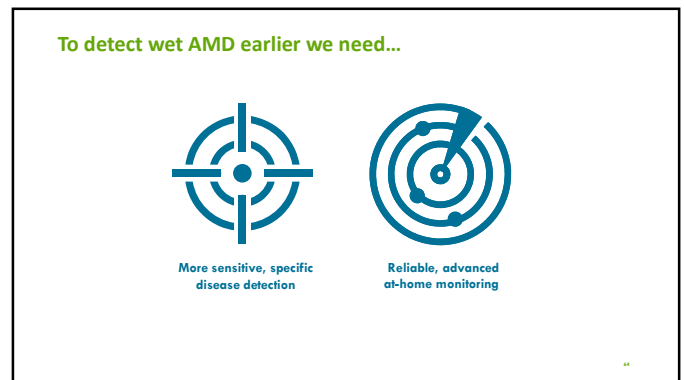 To detect wet AMD earlier we need…
More sensitive, specific
disease detection
Reliable, advanced
at-home monitoring